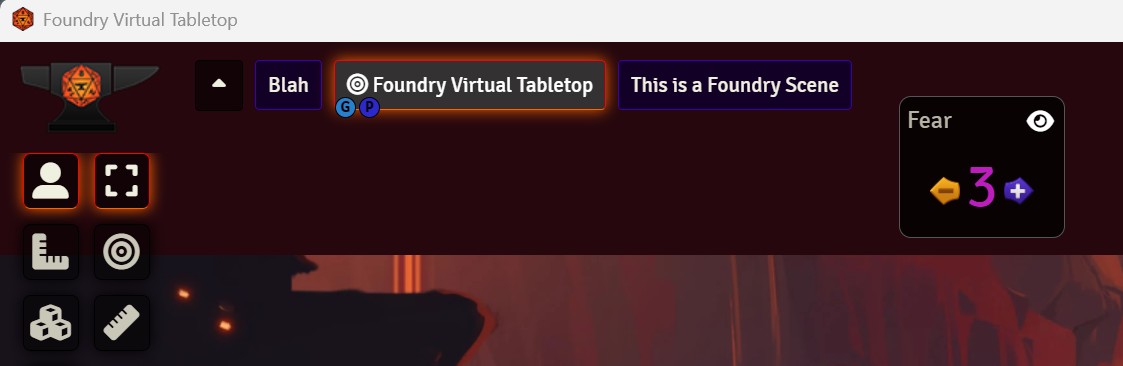 Foundry Virtual Tabletop
Blah
Foundry Virtual Tabletop
This is a Foundry Scene
G P
Fear
3